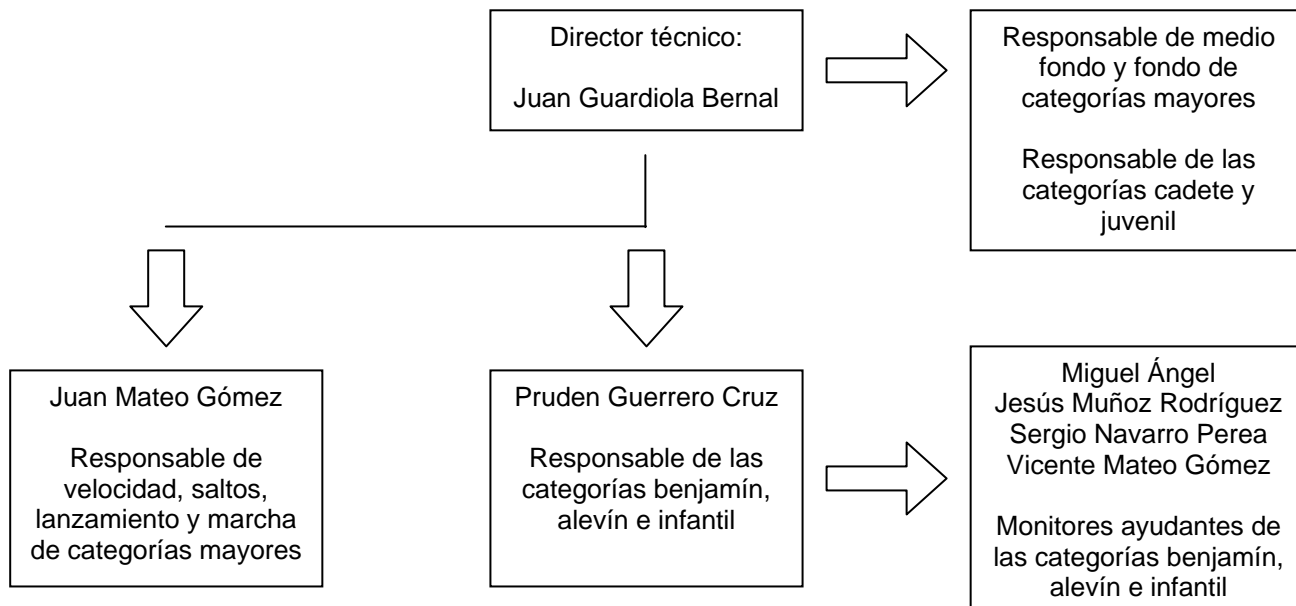 Director técnico:
Juan Guardiola Bernal
Responsable de medio
fondo y fondo de
categorías mayores
Responsable de las
categorías cadete y
juvenil
Juan Mateo Gómez
Responsable de
velocidad, saltos,
lanzamiento y marcha
de categorías mayores
Pruden Guerrero Cruz
Responsable de las
categorías benjamín,
alevín e infantil
Miguel Ángel
Jesús Muñoz Rodríguez
Sergio Navarro Perea
Vicente Mateo Gómez
Monitores ayudantes de
las categorías benjamín,
alevín e infantil